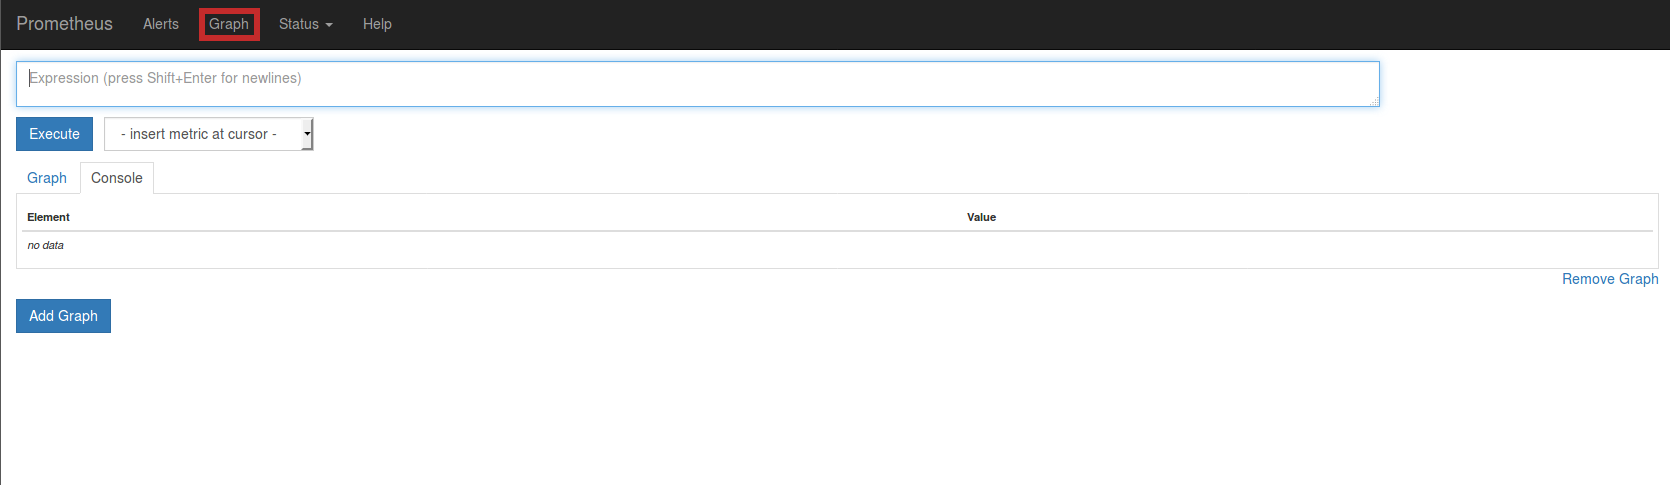 Prometheus Alerts Graph Status Help
Expression (press Shift+Enter for newlines)
Execute - insert metric at cursor -
Graph Console
Element Value
no data
Remove Graph
Add Graph